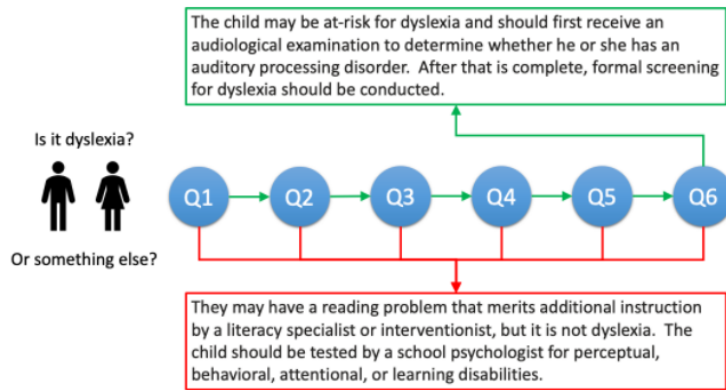 The child may be at-risk for dyslexia and should first receive an
audiological examination to determine whether he or she has an
auditory processing disorder.  After that is complete, formal screening
for dyslexia should be conducted.
Is it dyslexia?
Q1
Q2
Q3
Q4
Q5
Q6
Or something else?
They may have a reading problem that merits additional instruction
by a literacy specialist or interventionist, but it is not dyslexia.  The
child should be tested by a school psychologist for perceptual,
behavioral, attentional, or learning disabilities.